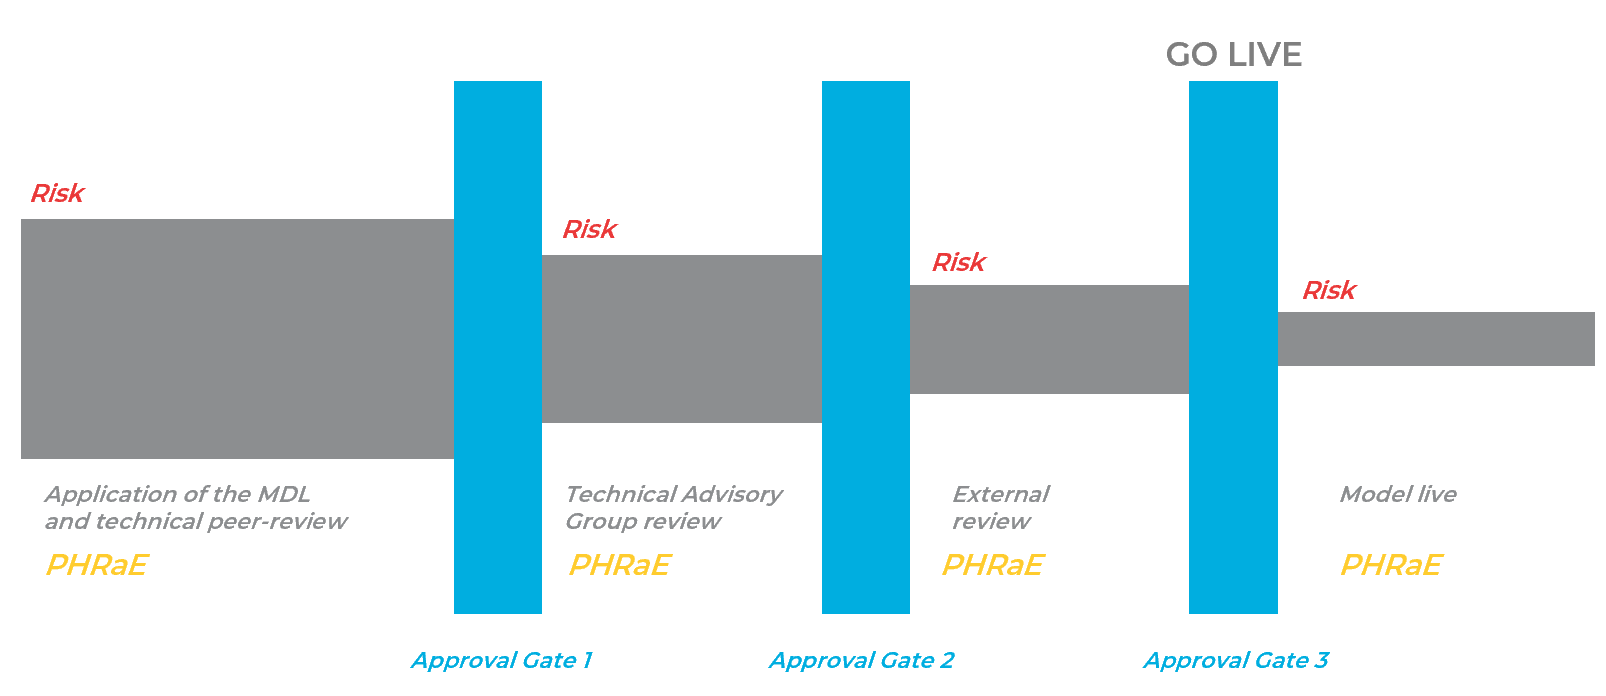 GO LIVE
Risk
Risk
Risk
Risk
Application of the MDL
and technical peer-review
PHRaE
Technical Advisory
Group review
PHRaE
External
review
PHRaE
Model live
PHRaE
Approval Gate 1
Approval Gate 2
Approval Gate 3